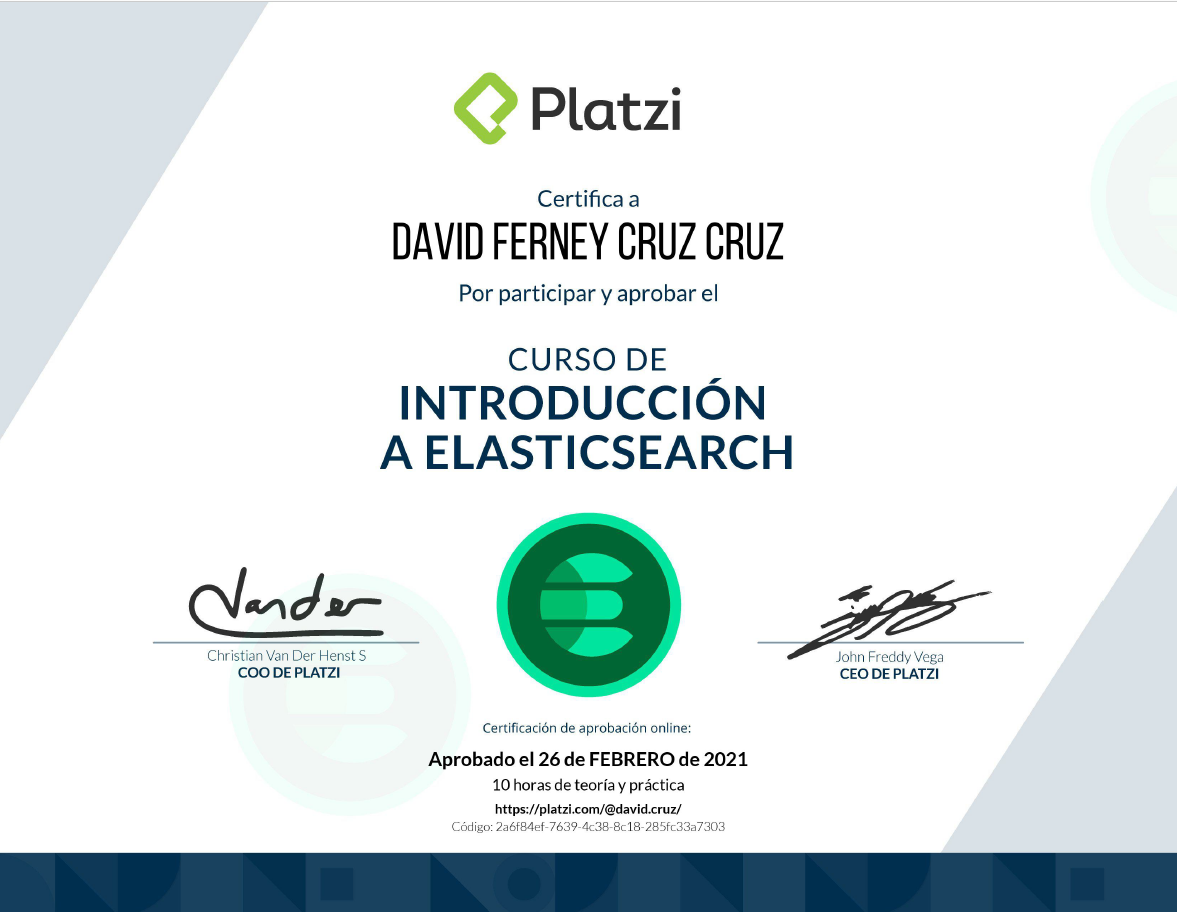 Platzi
Certifica a
DAVID FERNEY CRUZ CRUZ
Por participar y aprobar el
CURSO DE
INTRODUCCIÓN
A ELASTICSEARCH
Vander
Christian Van Der Henst S
COO DE PLATZI
John Freddy Vega
CEO DE PLATZI
Certificación de aprobación online:
Aprobado el 26 de FEBRERO de 2021
10 horas de teoría y práctica
https://platzi.com/@david.cruz/
Código: 2a6f84ef-7639-4c38-8c18-285fc33a7303